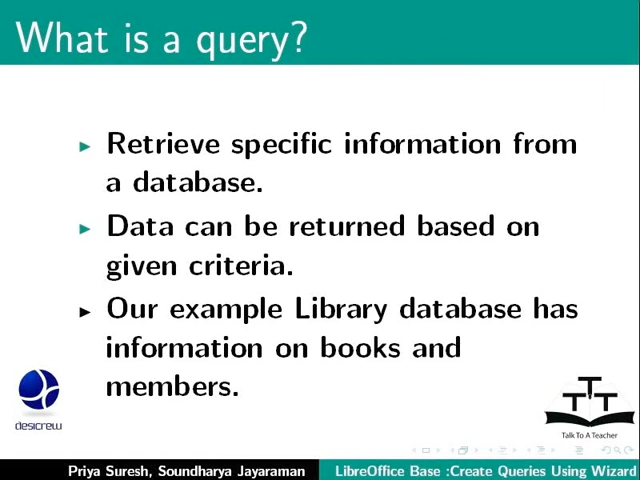 What is a query?
Retrieve specific information from
a database.
Data can be returned based on
given criteria.
Our example Library database has
information on books and
members.
desicrew
TTT
Talk To A Teacher
Priya Suresh, Soundharya Jayaraman
LibreOffice Base :Create Queries Using Wizard